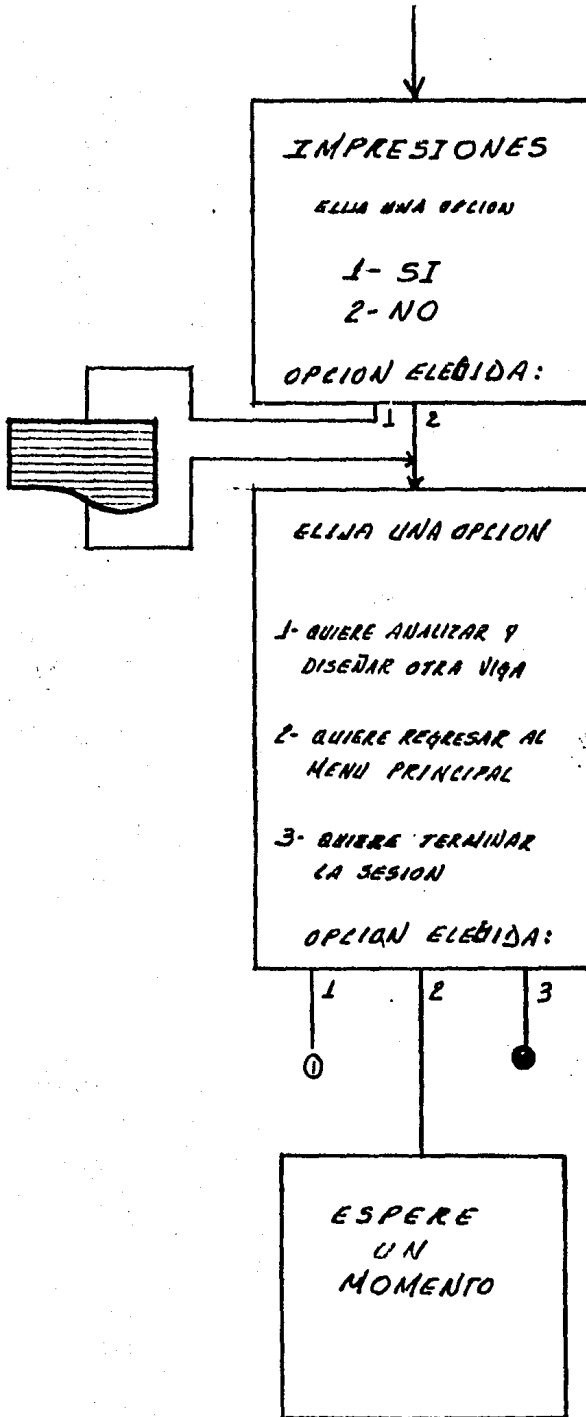 IMPRESIONES
ELIJA UNA OPCION
1- SI
2- NO
OPCION ELEGIDA:
1 2
ELIJA UNA OPCION
1- QUIERE ANALIZAR Y
DISEÑAR OTRA VIGA
2- QUIERE REGRESAR AL
MENU PRINCIPAL
3- QUIERE TERMINAR
LA SESION
OPCION ELEGIDA:
1 2 3
1
ESPERE
UN
MOMENTO